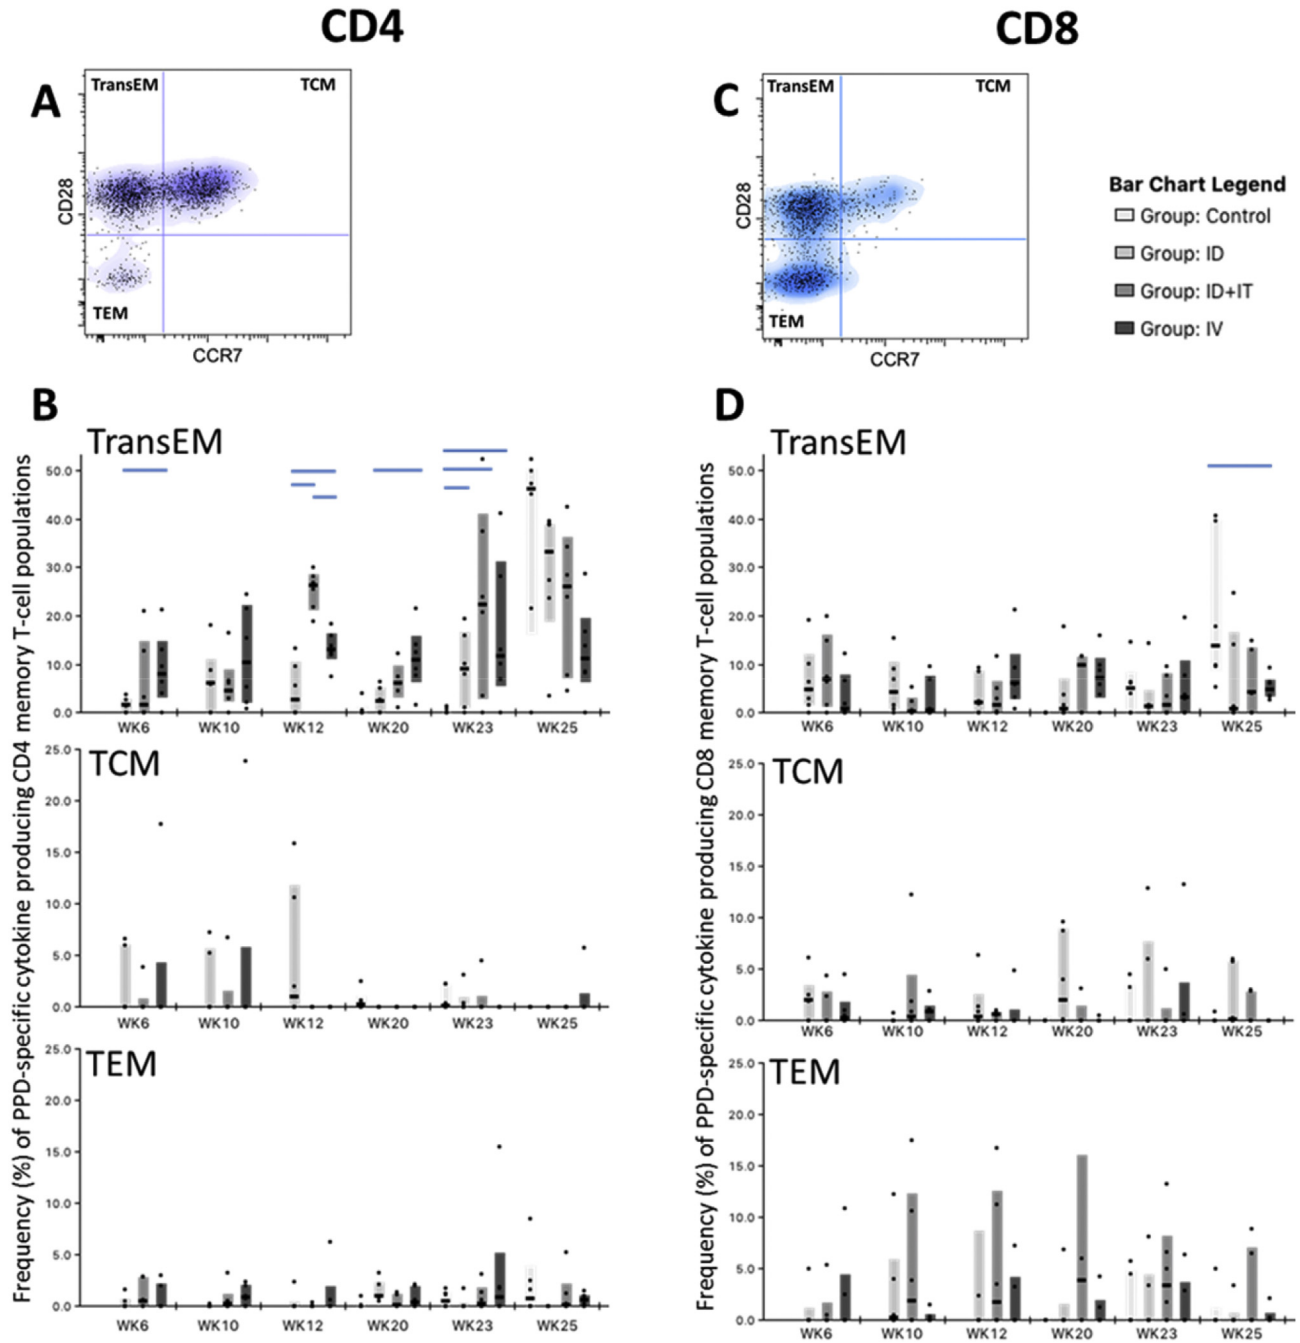 CD4
CD8
A
TransEM
TCM
CD28
TEM
CCR7
C
TransEM
TCM
CD28
TEM
CCR7
Bar Chart Legend
Group: Control
Group: ID
Group: ID+IT
Group: IV
B
Frequency (%) of PPD-specific cytokine producing CD4 memory T-cell populations
TransEM
50.0
40.0
30.0
20.0
10.0
0.0
WK6 WK10 WK12 WK20 WK23 WK25
TCM
25.0
20.0
15.0
10.0
5.0
0.0
WK6 WK10 WK12 WK20 WK23 WK25
TEM
25.0
20.0
15.0
10.0
5.0
0.0
WK6 WK10 WK12 WK20 WK23 WK25
D
Frequency (%) of PPD-specific cytokine producing CD8 memory T-cell populations
TransEM
50.0
40.0
30.0
20.0
10.0
0.0
WK6 WK10 WK12 WK20 WK23 WK25
TCM
25.0
20.0
15.0
10.0
5.0
0.0
WK6 WK10 WK12 WK20 WK23 WK25
TEM
25.0
20.0
15.0
10.0
5.0
0.0
WK6 WK10 WK12 WK20 WK23 WK25